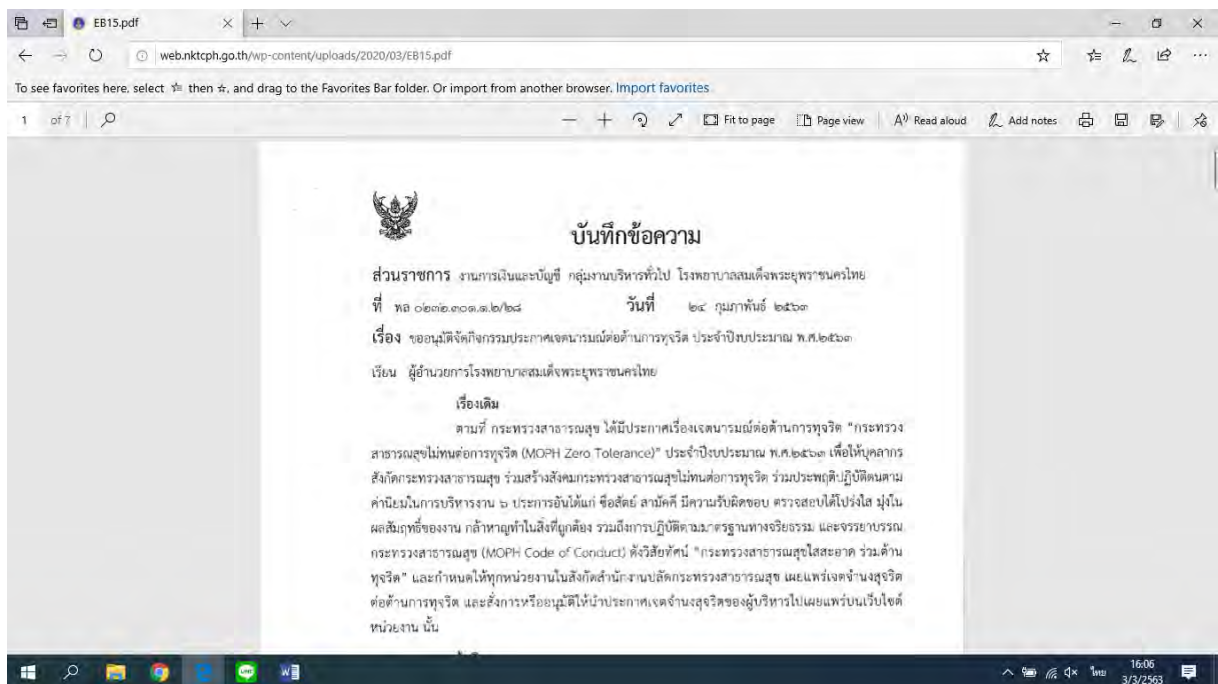 EB15.pdf
web.nktcph.go.th/wp-content/uploads/2020/03/EB15.pdf
To see favorites here, select then ☆, and drag to the Favorites Bar folder. Or import from another browser. Import favorites
1 of 7 Fit to page Page view Read aloud Add notes
บันทึกข้อความ
ส่วนราชการ งานการเงินและบัญชี กลุ่มงานบริหารทั่วไป โรงพยาบาลสมเด็จพระยุพราชนครไทย
ที่ พล ๐๒๓๒.๓๐๑.๑.๒/๒๘ วันที่ ๒๔ กุมภาพันธ์ ๒๕๖๓
เรื่อง ขออนุมัติจัดกิจกรรมประกาศเจตนารมณ์ต่อต้านการทุจริต ประจำปีงบประมาณ พ.ศ.๒๕๖๓
เรียน ผู้อำนวยการโรงพยาบาลสมเด็จพระยุพราชนครไทย
เรื่องเดิม
ตามที่ กระทรวงสาธารณสุข ได้มีประกาศเรื่องเจตนารมณ์ต่อต้านการทุจริต "กระทรวง
สาธารณสุขไม่ทนต่อการทุจริต (MOPH Zero Tolerance)" ประจำปีงบประมาณ พ.ศ.๒๕๖๓ เพื่อให้บุคลากร
สังกัดกระทรวงสาธารณสุข ร่วมสร้างสังคมกระทรวงสาธารณสุขไม่ทนต่อการทุจริต ร่วมประพฤติปฏิบัติตนตาม
ค่านิยมในการบริหารงาน ๖ ประการอันได้แก่ ซื่อสัตย์ สามัคคี มีความรับผิดชอบ ตรวจสอบได้โปร่งใส มุ่งใน
ผลสัมฤทธิ์ของงาน กล้าหาญทำในสิ่งที่ถูกต้อง รวมถึงการปฏิบัติตามมาตรฐานทางจริยธรรม และจรรยาบรรณ
กระทรวงสาธารณสุข (MOPH Code of Conduct) ดังวิสัยทัศน์ "กระทรวงสาธารณสุขใสสะอาด ร่วมต้าน
ทุจริต" และกำหนดให้ทุกหน่วยงานในสังกัดสำนักงานปลัดกระทรวงสาธารณสุข เผยแพร่เจตจำนงสุจริต
ต่อต้านการทุจริต และสั่งการหรืออนุมัติให้นำประกาศเจตจำนงสุจริตของผู้บริหารไปเผยแพร่บนเว็บไซต์
หน่วยงาน นั้น
ไทย 16:06
3/3/2563